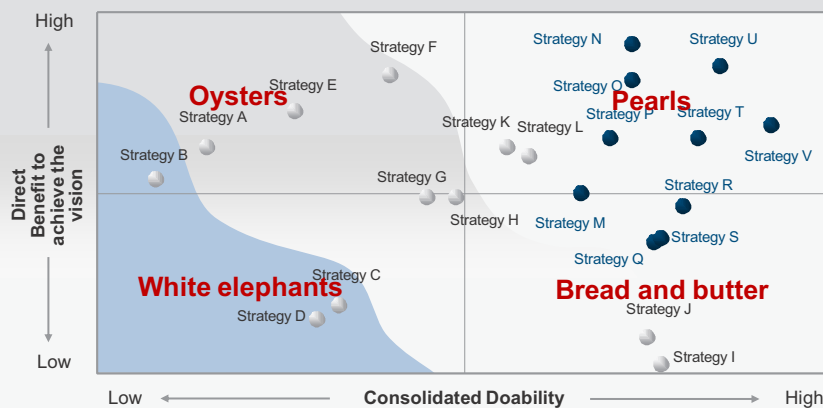 High
Strategy N
Strategy U
Strategy F
Strategy E
Strategy O
Oysters
Pearls
Strategy A
Strategy K
Strategy L
Strategy P
Strategy T
Strategy B
Strategy V
Direct
Benefit to
achieve the
vision
Strategy G
Strategy R
Strategy H
Strategy M
Strategy S
Strategy Q
Strategy C
White elephants
Bread and butter
Strategy D
Strategy J
Strategy I
Low
Low
Consolidated Doability
High